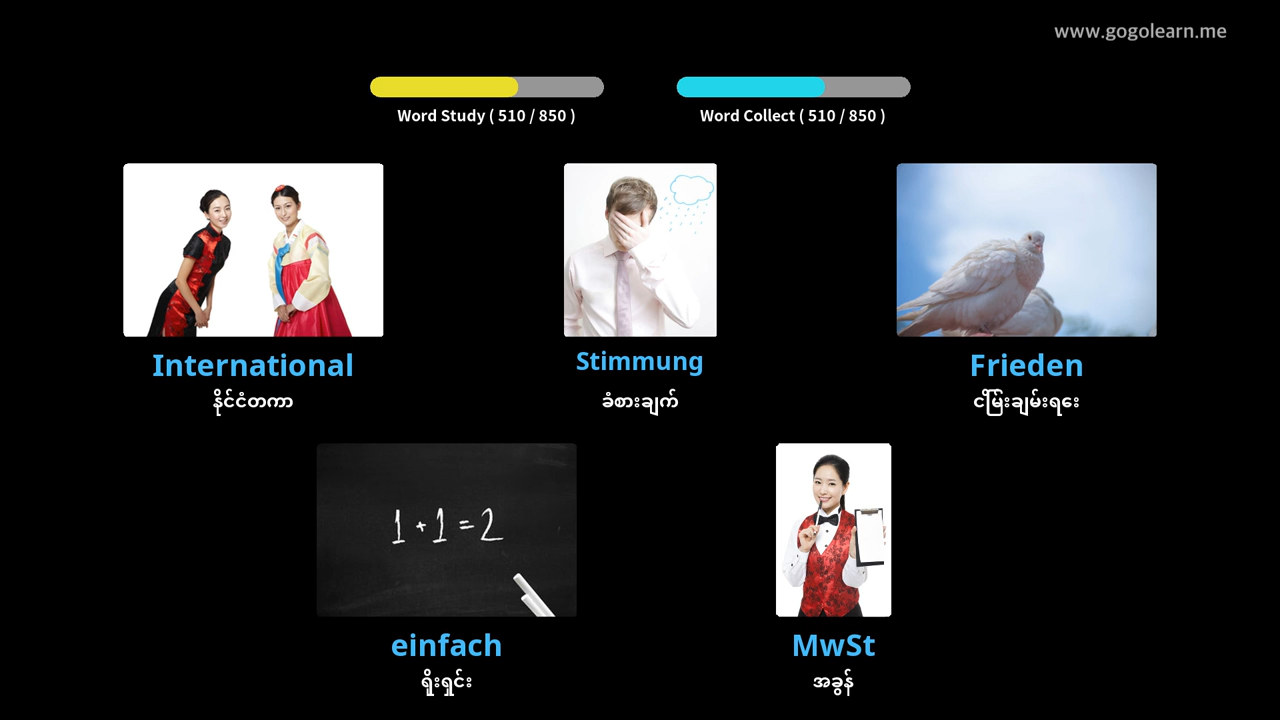 www.gogolearn.me
Word Study ( 510 / 850 )
Word Collect ( 510 / 850 )
International
နိုင်ငံတကာ
Stimmung
ခံစားချက်
Frieden
ငြိမ်းချမ်းရေး
1 + 1 = 2
einfach
ရိုးရှင်း
MwSt
အခွန်